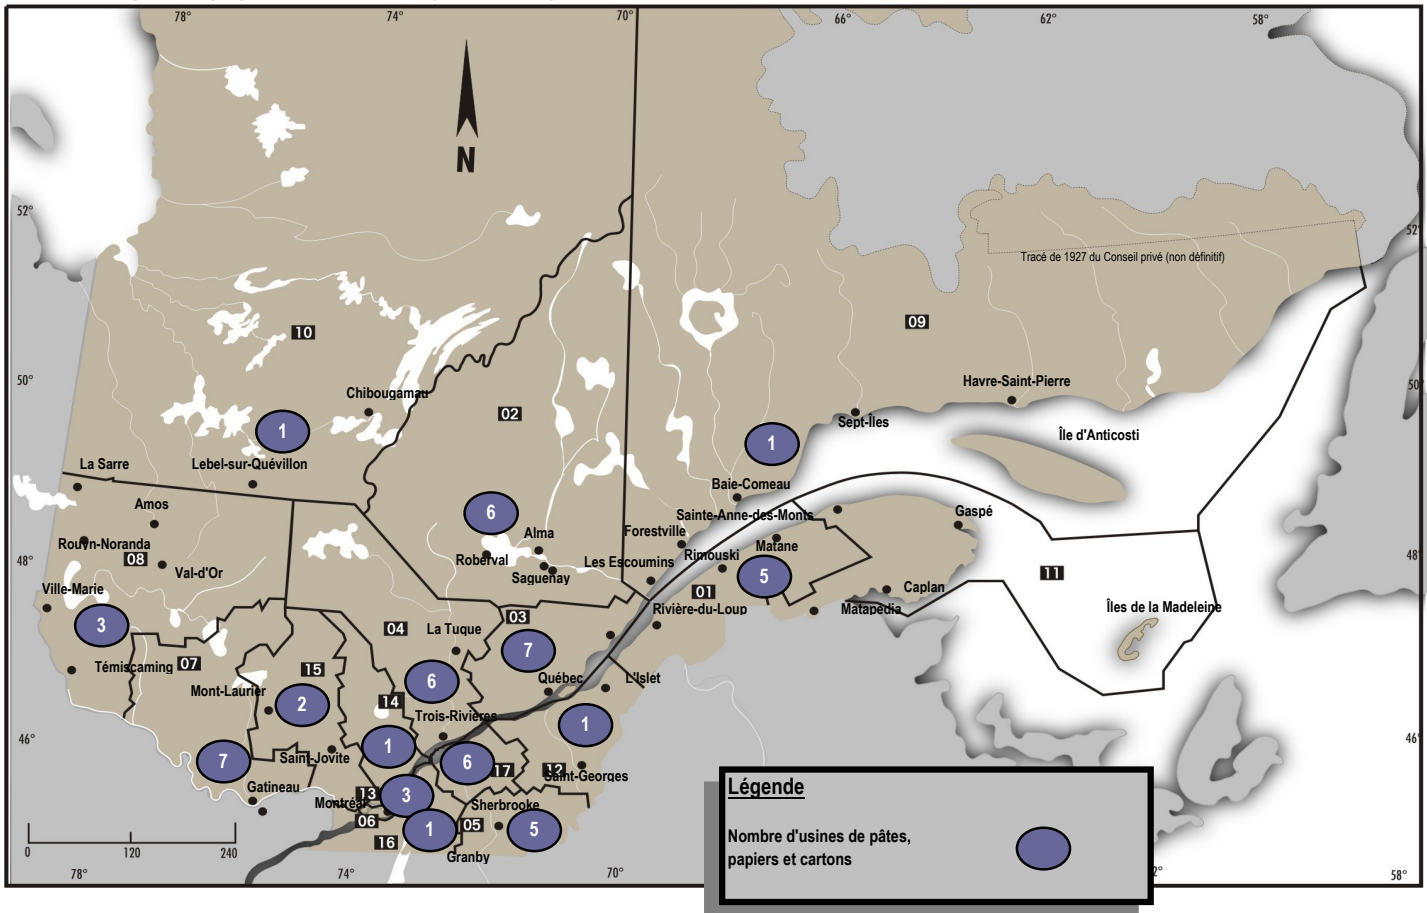 78°
74°
70°
66°
62°
58°
N
52°
52°
Tracé de 1927 du Conseil privé (non définitif)
10
09
50°
50°
Chibougamau
Havre-Saint-Pierre
02
Sept-Îles
1
1
Île d'Anticosti
La Sarre
Lebel-sur-Quévillon
Baie-Comeau
Amos
6
Sainte-Anne-des-Monts
Gaspé
Rouyn-Noranda
Alma
Forestville
Matane
08
48°
48°
Roberval
Les Escoumins
Rimouski
Val-d'Or
Saguenay
5
11
Ville-Marie
01
Caplan
Rivière-du-Loup
Matapédia
Îles de la Madeleine
3
04
La Tuque
03
7
Témiscaming
07
15
6
Québec
L'Islet
Mont-Laurier
2
14
Trois-Rivières
1
46°
46°
7
Saint-Jovite
1
6
17
12
Saint-Georges
Gatineau
13
3
Montréal
Sherbrooke
06
1
05
5
16
Granby
0
120
240
78°
74°
70°
2°
58°
Légende
Nombre d'usines de pâtes,
papiers et cartons